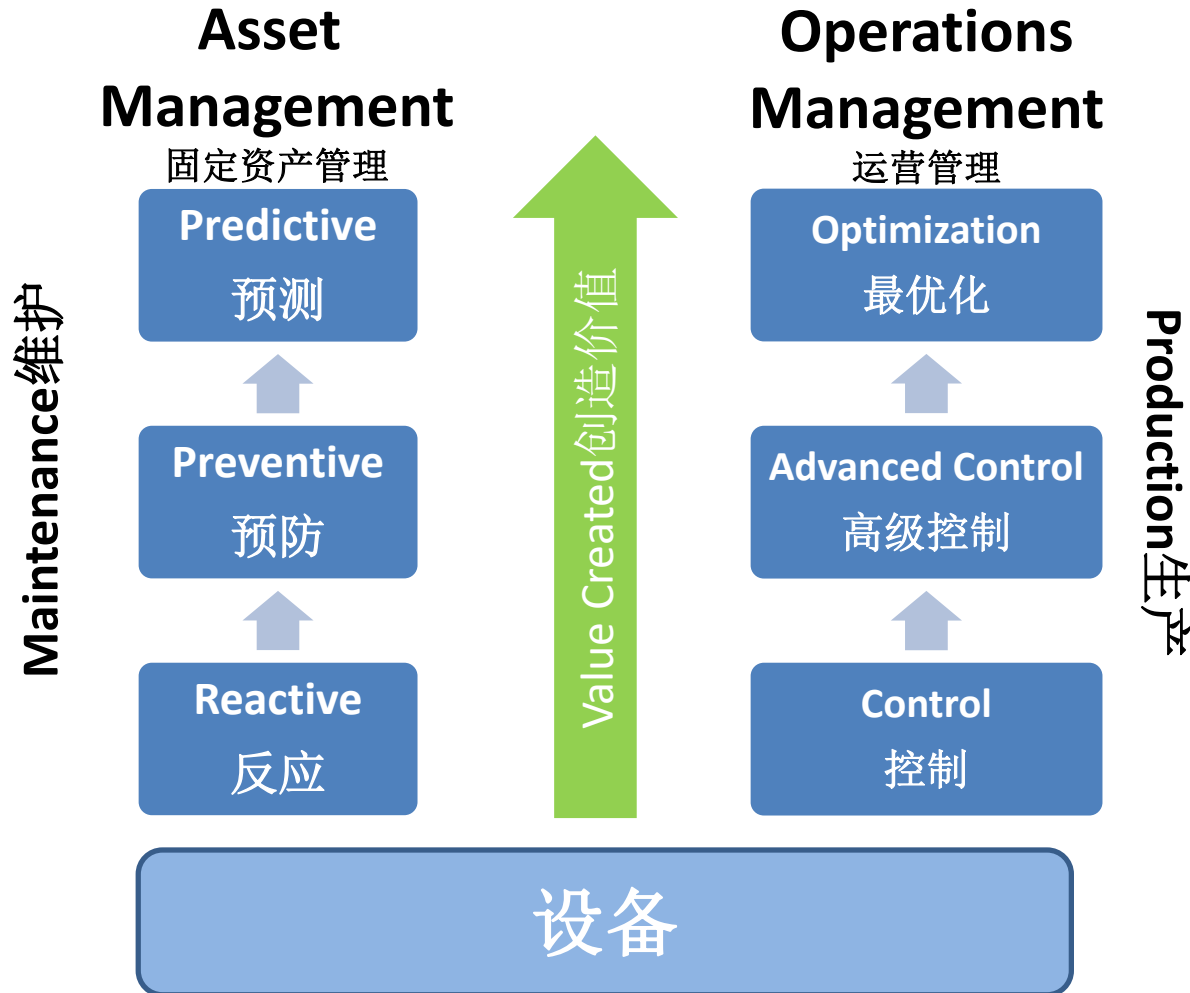 Asset
Management
固定资产管理
Operations
Management
运营管理
Maintenance维护
Predictive
预测
Preventive
预防
Reactive
反应
Value Created创造价值
Optimization
最优化
Advanced Control
高级控制
Control
控制
Production生产
设备